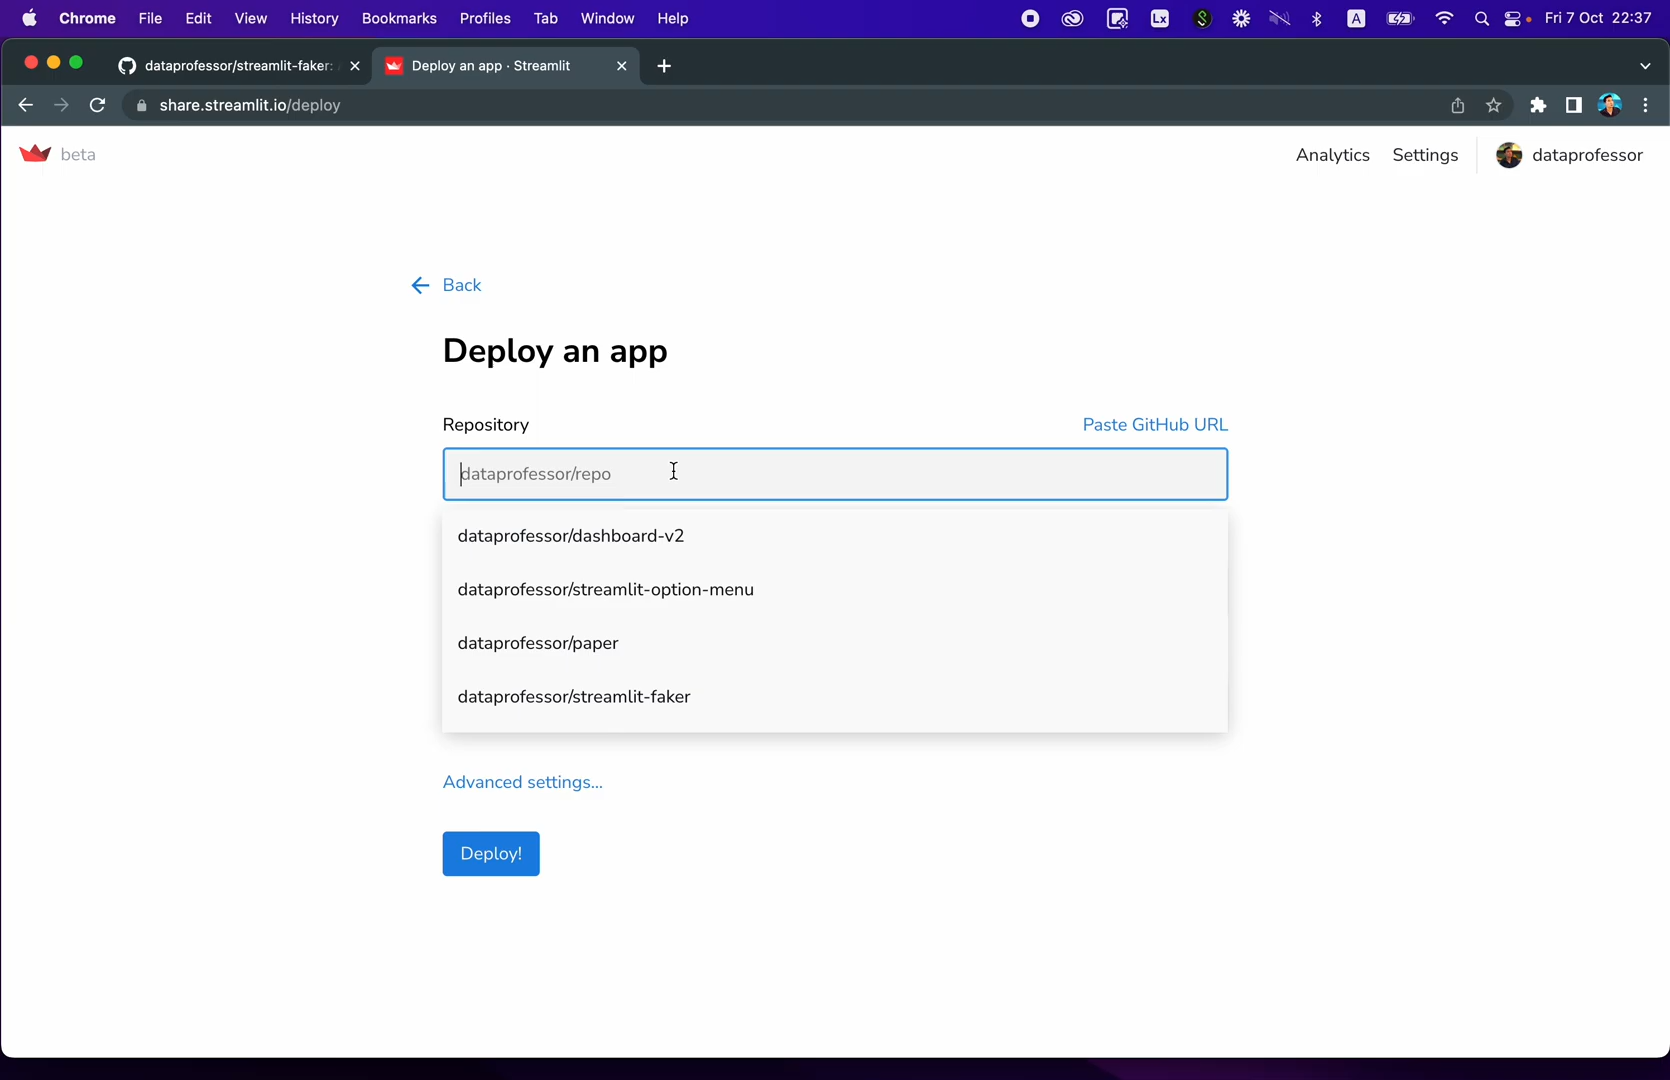 Chrome File Edit View History Bookmarks Profiles Tab Window Help Lx S A Fri 7 Oct 22:37
dataprofessor/streamlit-faker: Deploy an app · Streamlit
share.streamlit.io/deploy
beta Analytics Settings dataprofessor
Back
Deploy an app
Repository Paste GitHub URL
dataprofessor/repo
dataprofessor/dashboard-v2
dataprofessor/streamlit-option-menu
dataprofessor/paper
dataprofessor/streamlit-faker
Advanced settings...
Deploy!